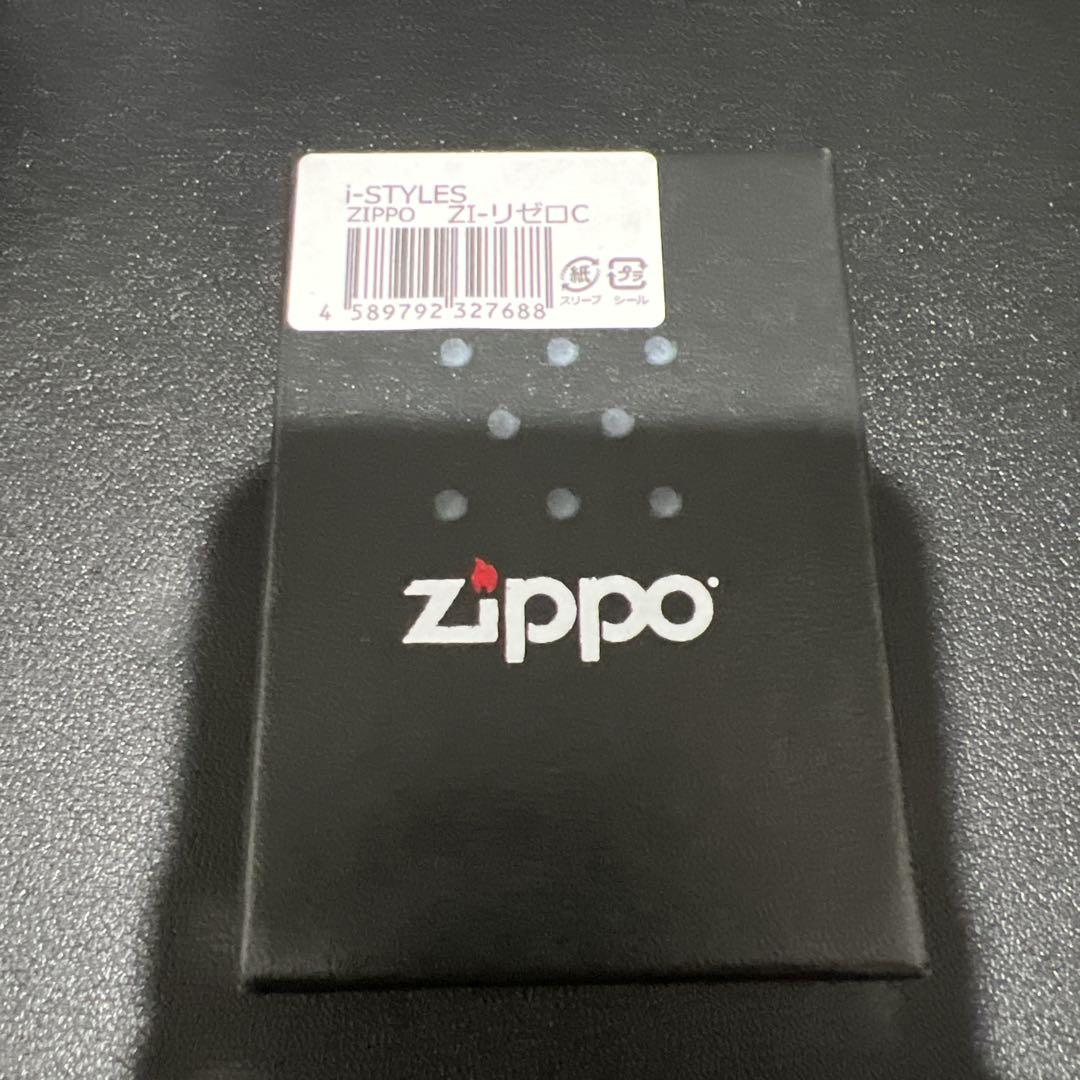 i-STYLES
ZIPPO ZI-リゼロC
4 589792 327688
紙 プラ
スリーブ シール
zippo